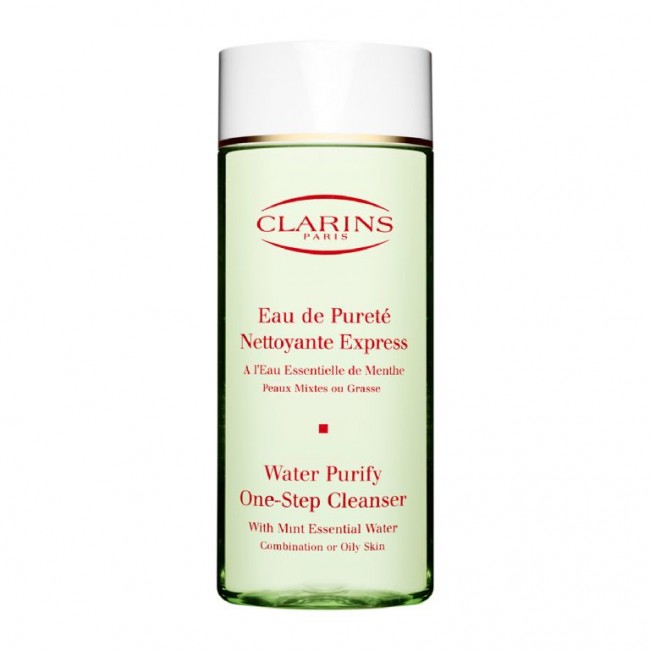 CLARINS
PARIS
Eau de Pureté
Nettoyante Express
A l'Eau Essentielle de Menthe
Peaux Mixtes ou Grasse
Water Purify
One-Step Cleanser
With Mint Essential Water
Combination or Oily Skin